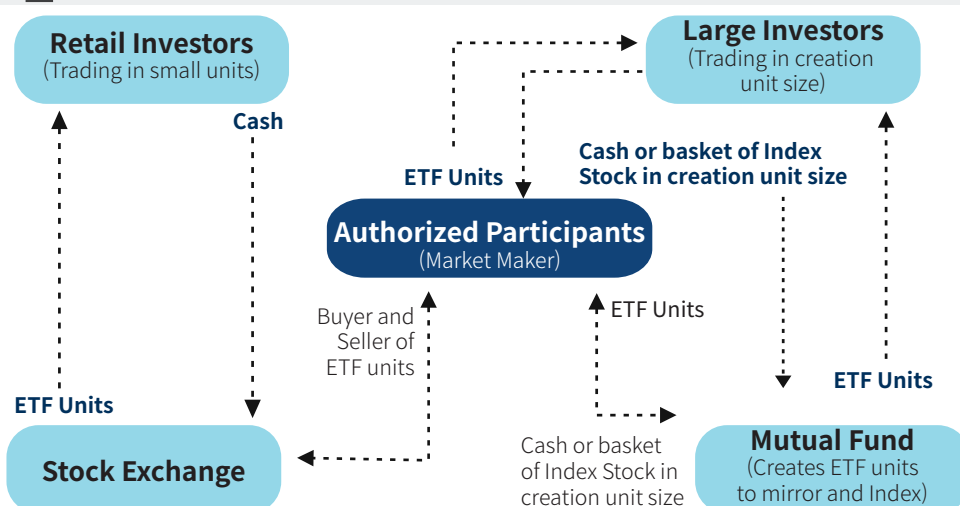 Retail Investors
(Trading in small units)
Large Investors
(Trading in creation
unit size)
Cash
ETF Units
Cash or basket of Index
Stock in creation unit size
Authorized Participants
(Market Maker)
Buyer and
Seller of
ETF units
ETF Units
ETF Units
ETF Units
Stock Exchange
Cash or basket
of Index Stock in
creation unit size
Mutual Fund
(Creates ETF units
to mirror and Index)